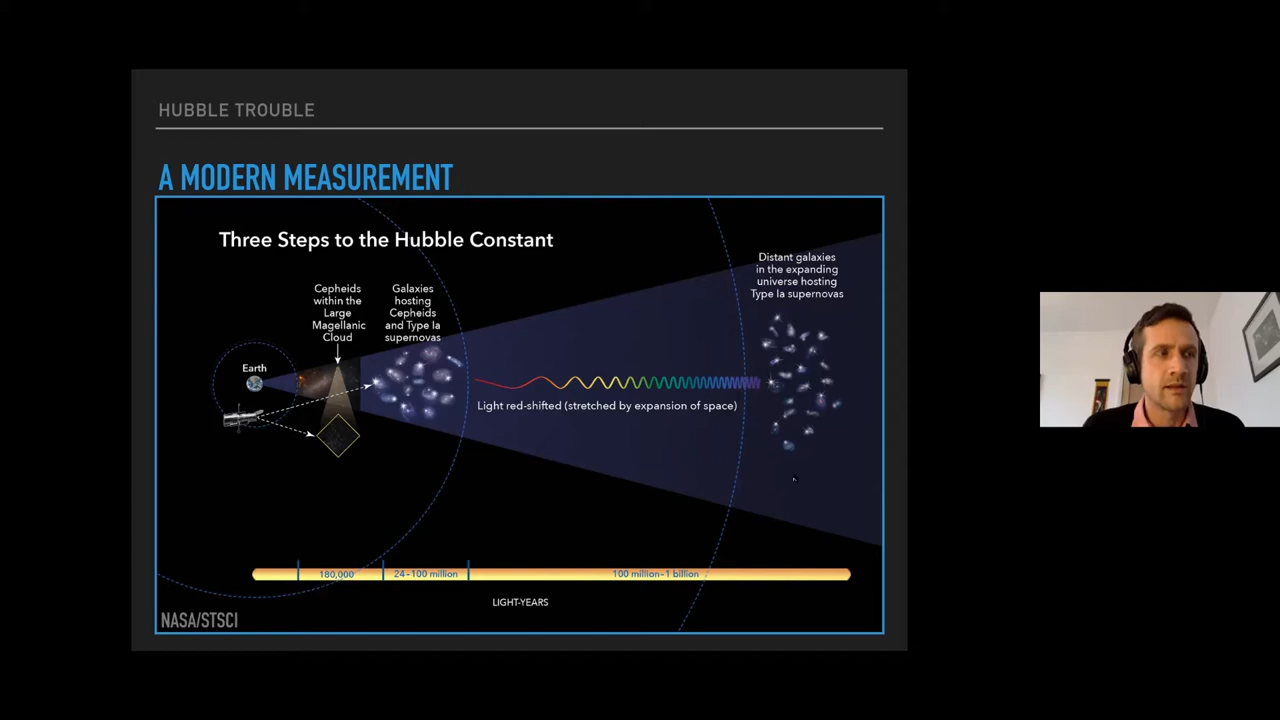 HUBBLE TROUBLE
A MODERN MEASUREMENT
Three Steps to the Hubble Constant
Cepheids
within the
Large
Magellanic
Cloud
Galaxies
hosting
Cepheids
and Type Ia
supernovas
Distant galaxies
in the expanding
universe hosting
Type Ia supernovas
Earth
Light red-shifted (stretched by expansion of space)
180,000
24–100 million
100 million–1 billion
LIGHT-YEARS
NASA/STSCI